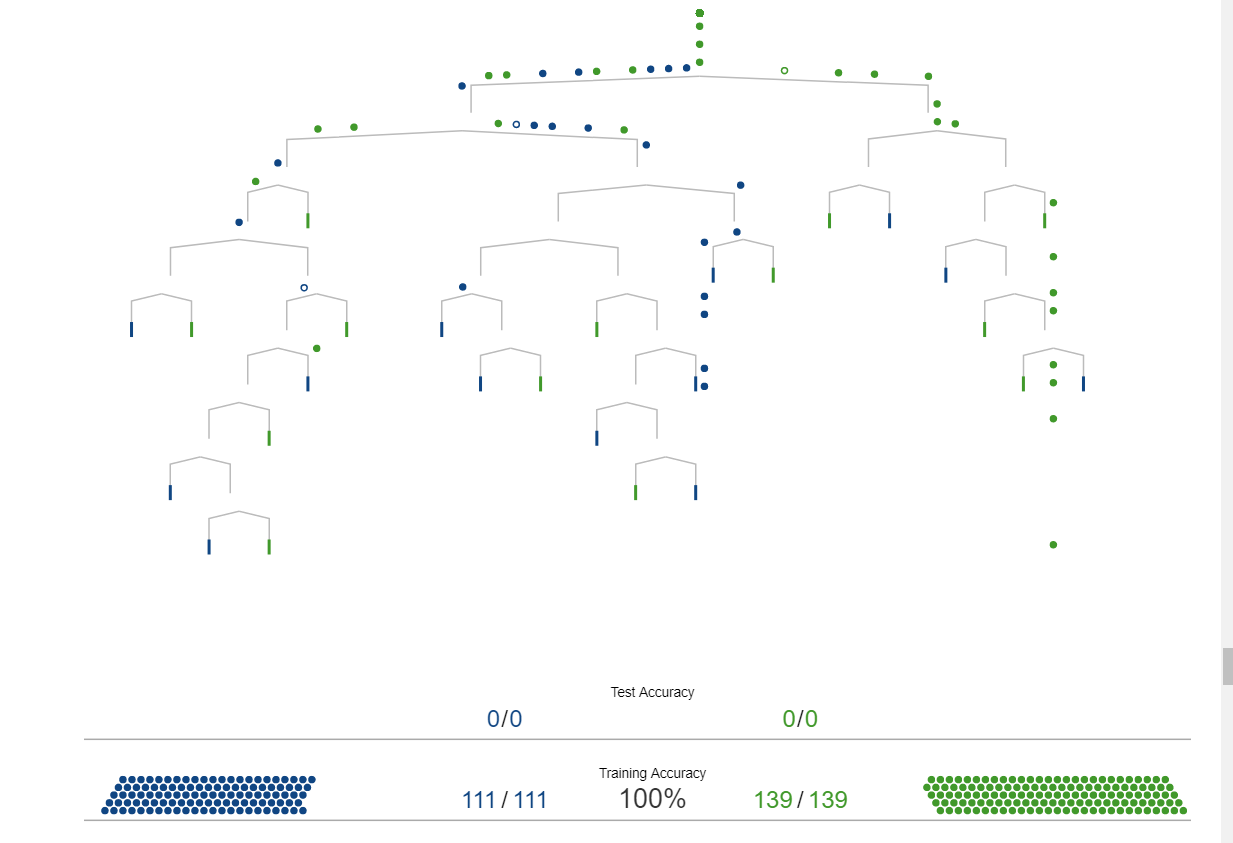 Test Accuracy
0/0 0/0
Training Accuracy
111 / 111 100% 139 / 139